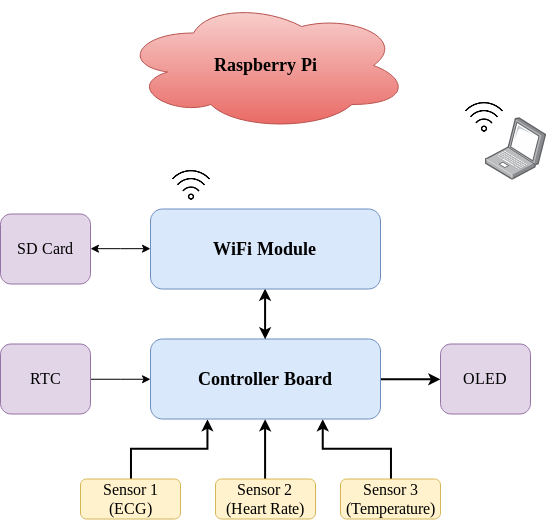 Raspberry Pi
SD Card
WiFi Module
RTC
Controller Board
OLED
Sensor 1
(ECG)
Sensor 2
(Heart Rate)
Sensor 3
(Temperature)